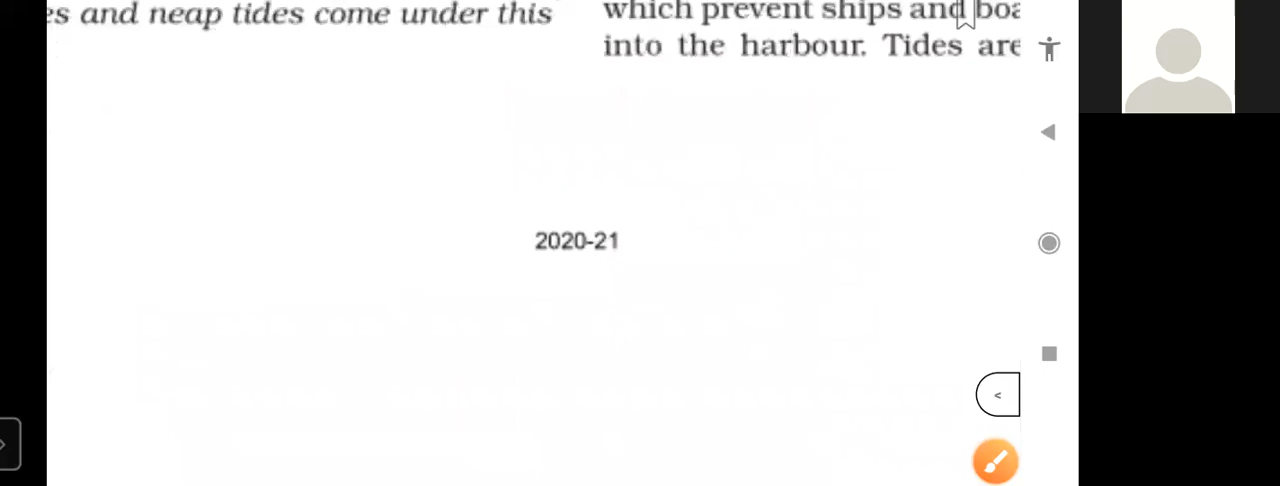 es and neap tides come under this
which prevent ships and boa
into the harbour. Tides are
2020-21